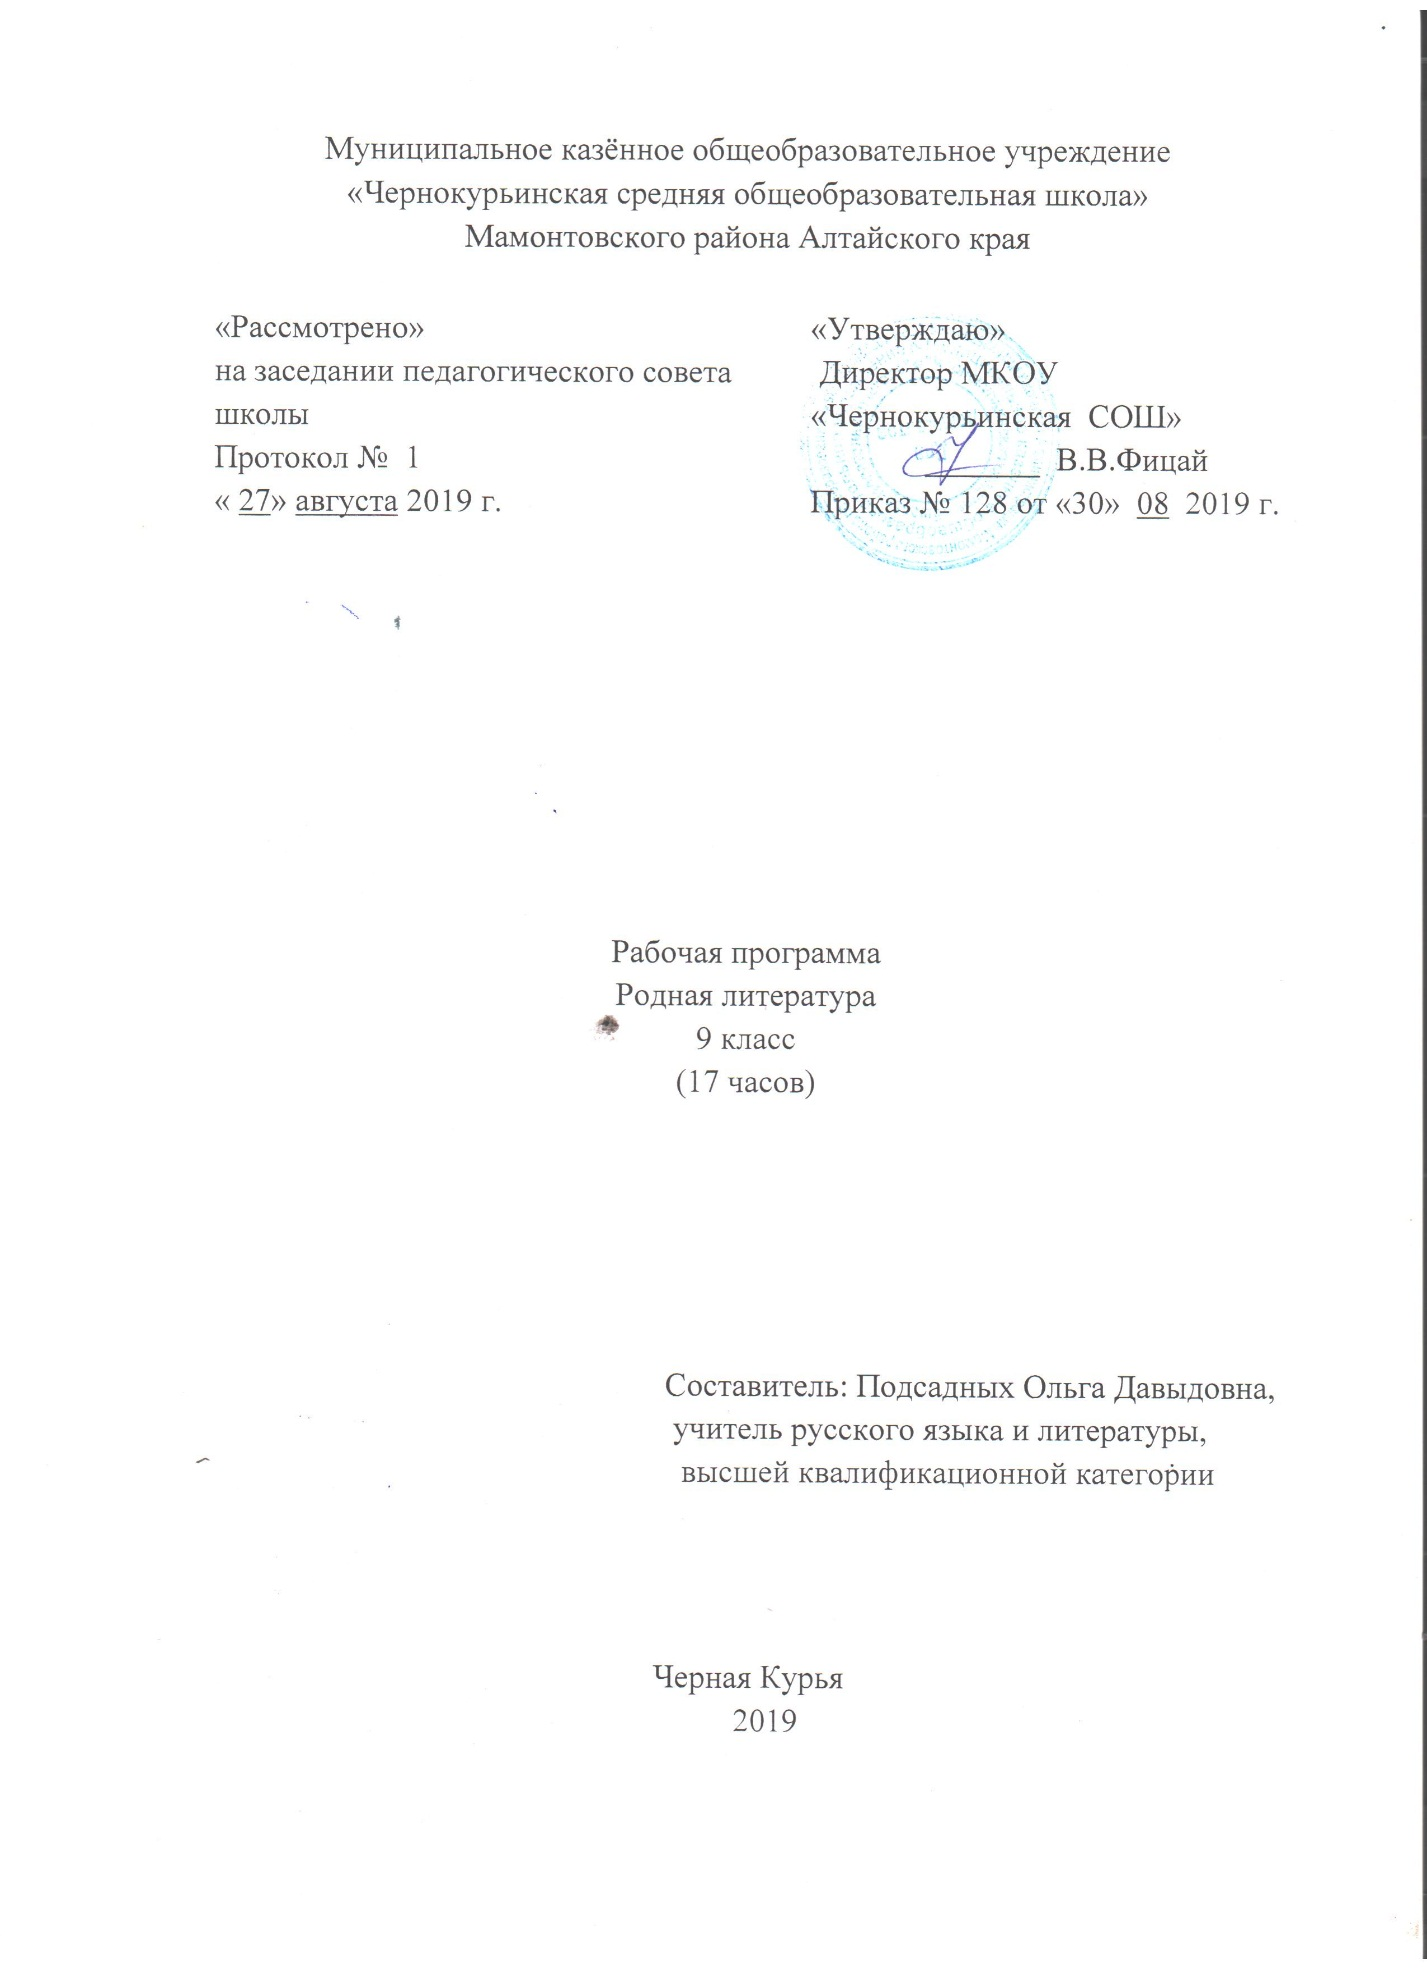 Муниципальное казённое общеобразовательное учреждение
«Чернокурьинская средняя общеобразовательная школа»
Мамонтовского района Алтайского края
«Рассмотрено»
на заседании педагогического совета
школы
Протокол № 1
« 27» августа 2019 г.
«Утверждаю»
Директор МКОУ
«Чернокурьинская СОШ»
В.В.Фицай
Приказ № 128 от «30» 08 2019 г.
Рабочая программа
Родная литература
9 класс
(17 часов)
Составитель: Подсадных Ольга Давыдовна,
учитель русского языка и литературы,
высшей квалификационной категории
Черная Курья
2019